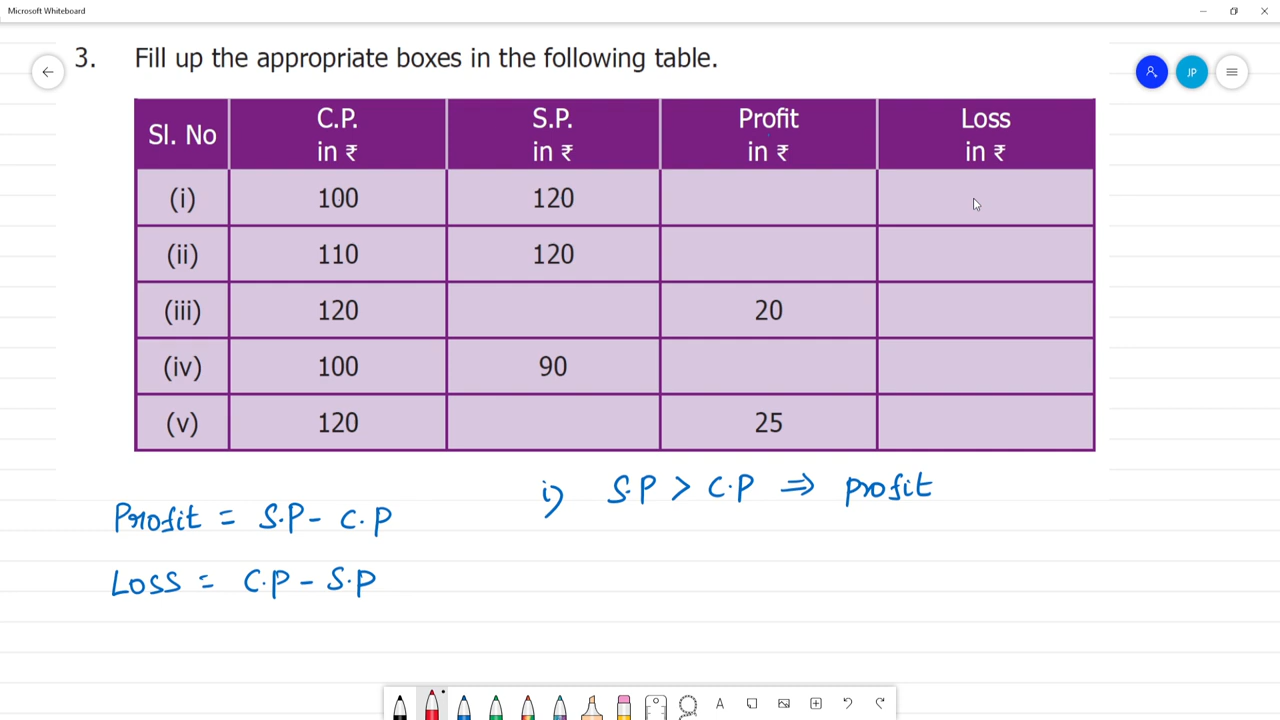 Microsoft Whiteboard
3. Fill up the appropriate boxes in the following table.
Sl. No C.P. in ₹ S.P. in ₹ Profit in ₹ Loss in ₹
(i) 100 120
(ii) 110 120
(iii) 120 20
(iv) 100 90
(v) 120 25
i) S.P > C.P ⇒ profit
Profit = S.P - C.P
Loss = C.P - S.P
JP
A